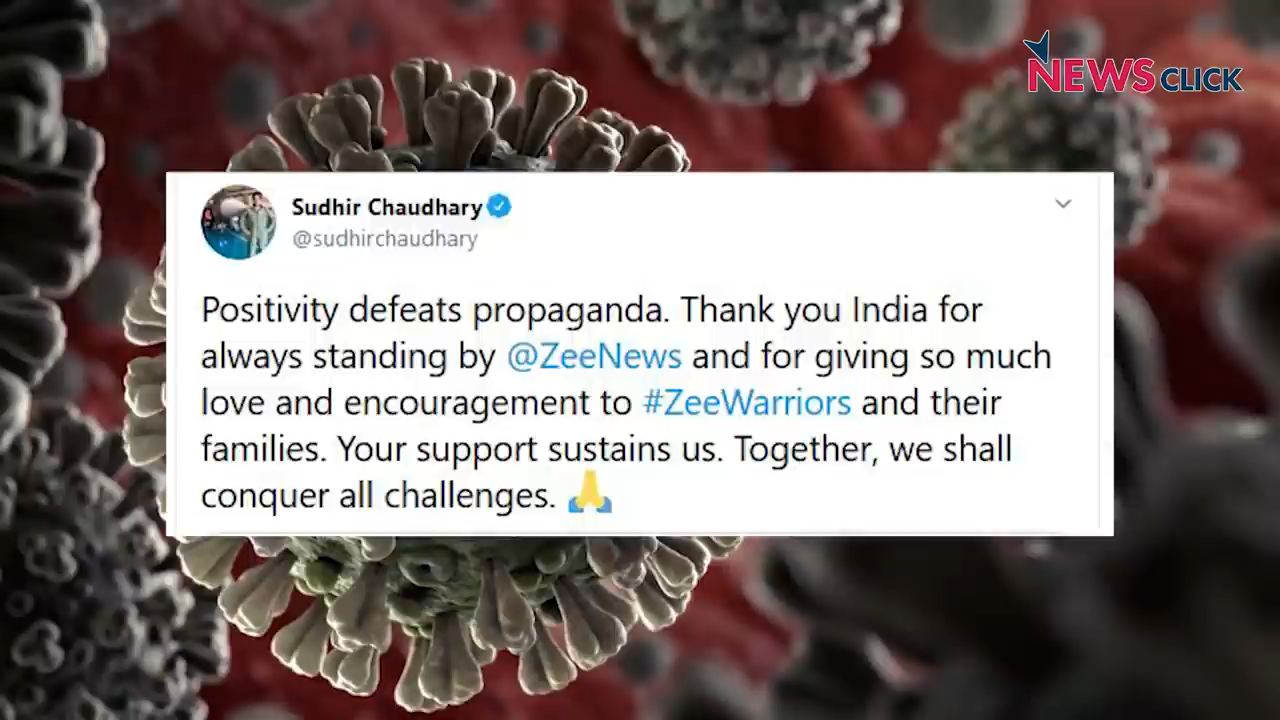 NEWS CLICK
Sudhir Chaudhary
@sudhirchaudhary
Positivity defeats propaganda. Thank you India for
always standing by @ZeeNews and for giving so much
love and encouragement to #ZeeWarriors and their
families. Your support sustains us. Together, we shall
conquer all challenges. 🙏